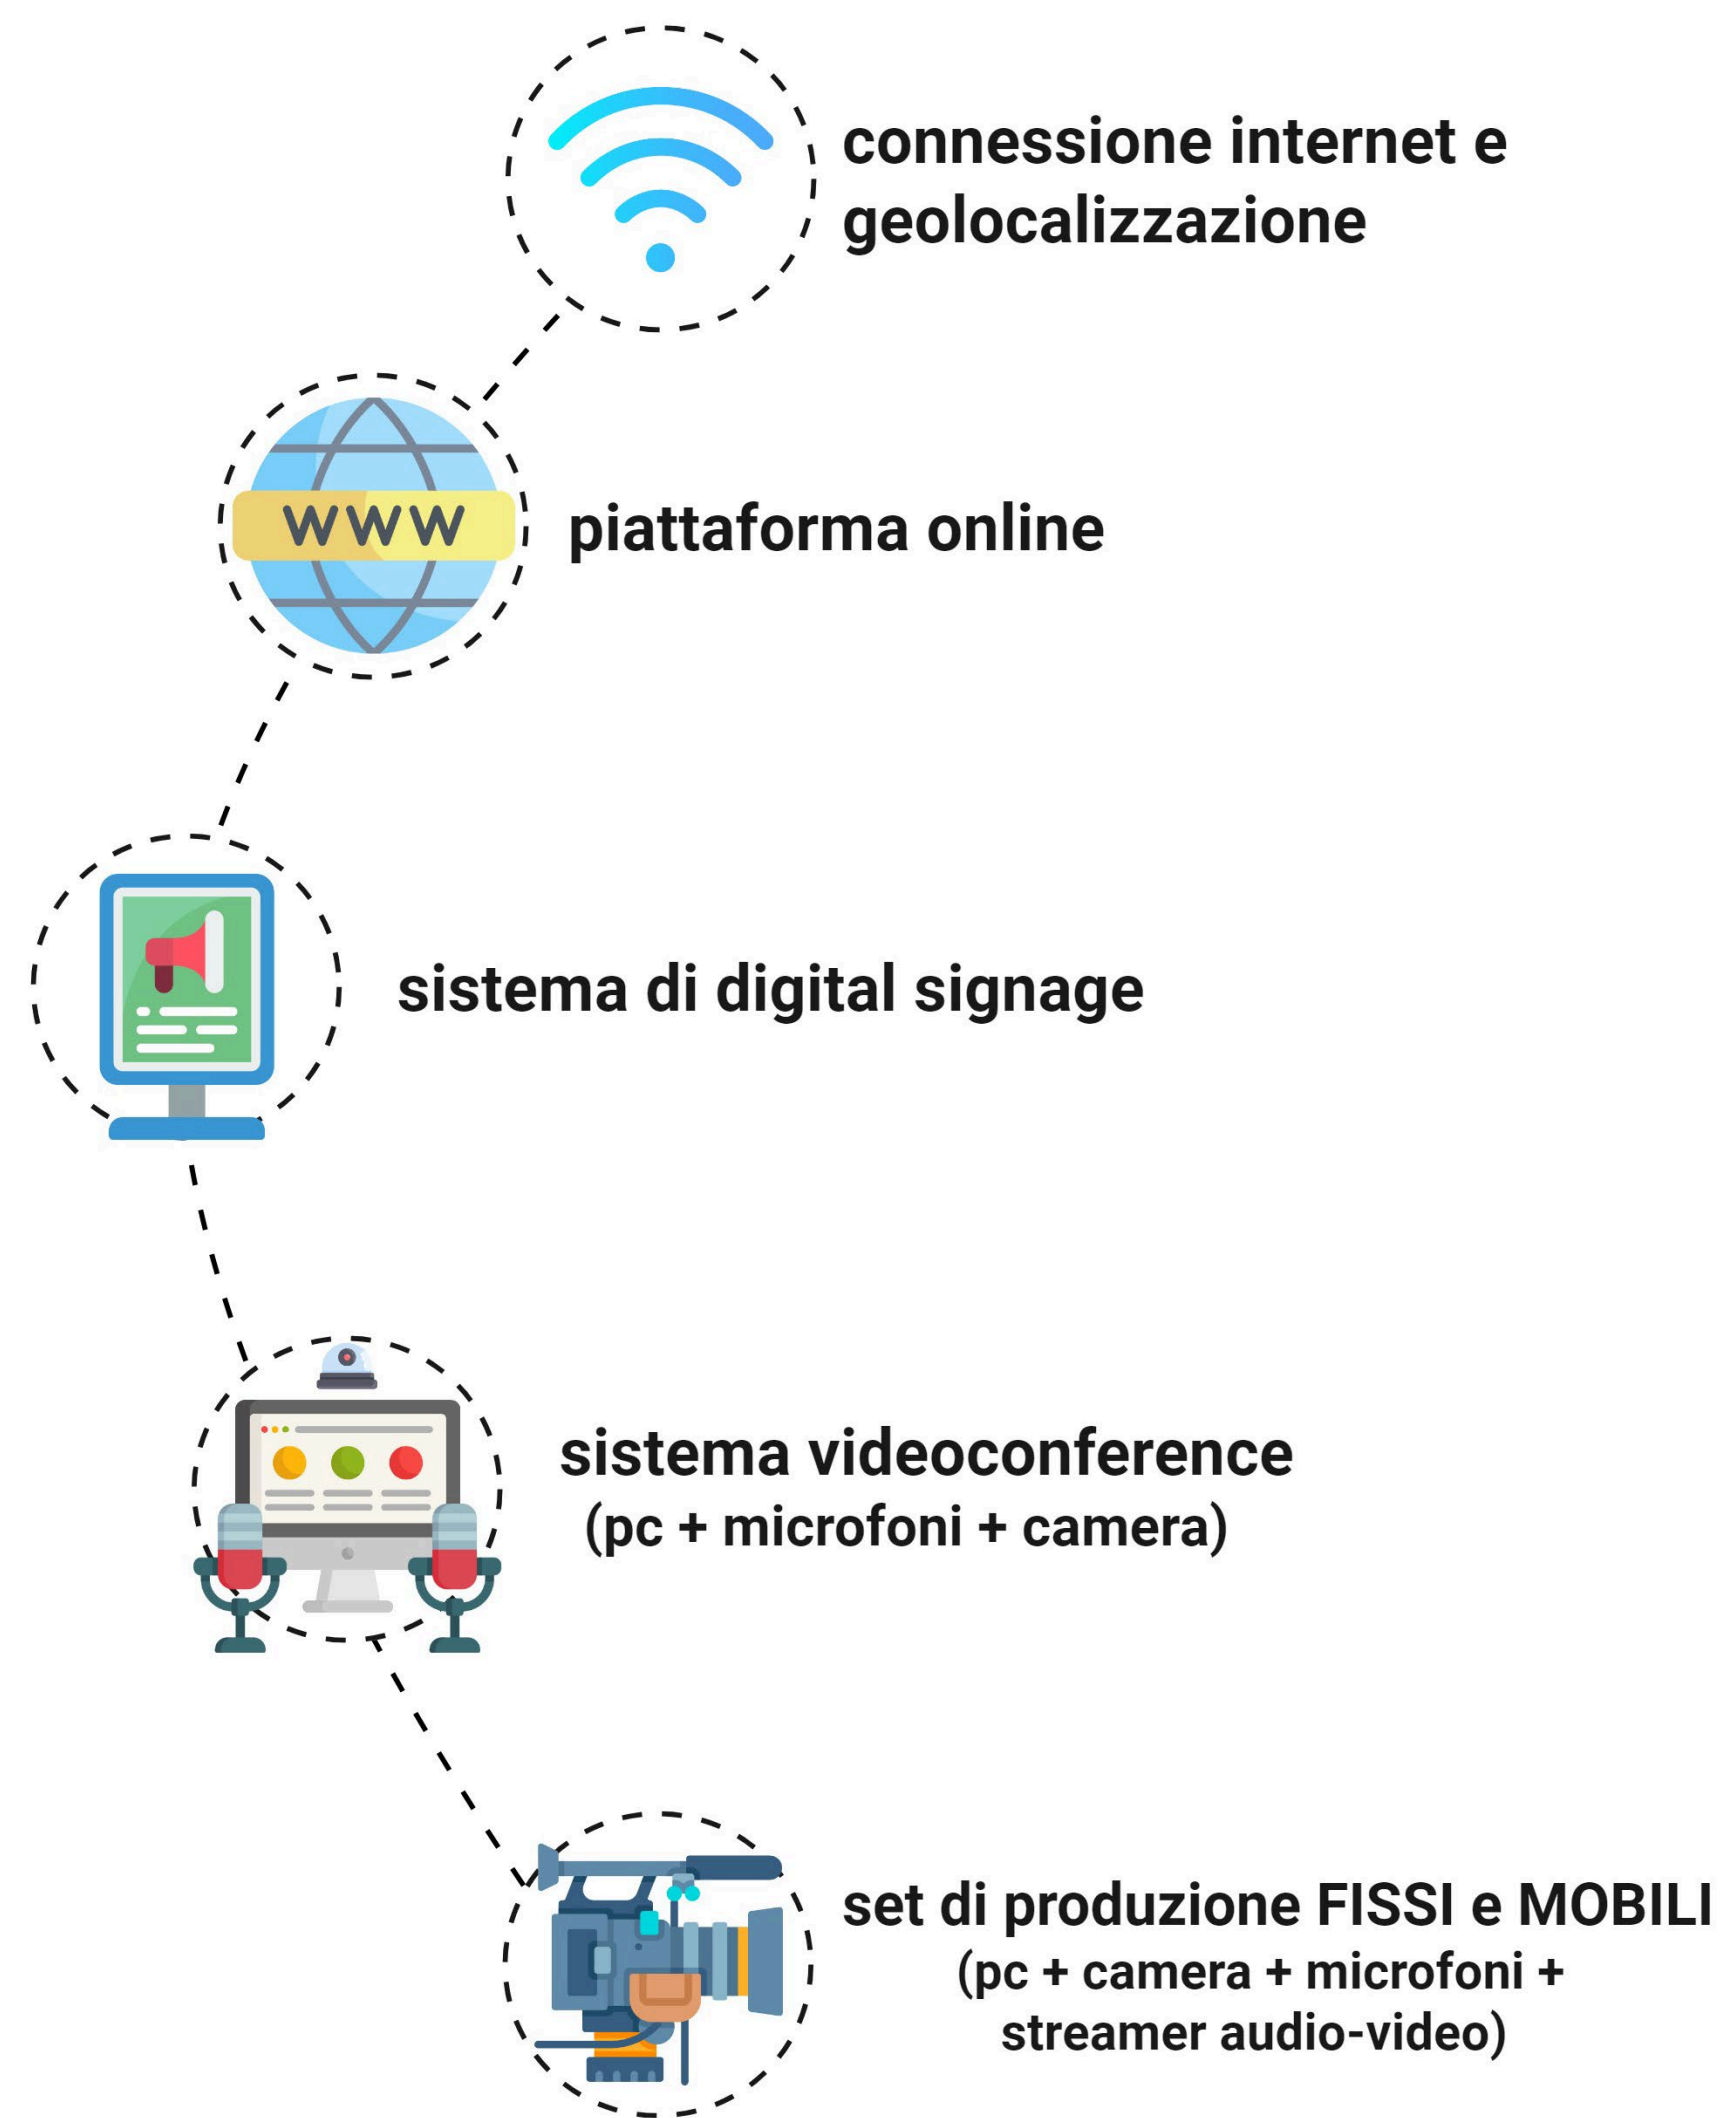 connessione internet e
geolocalizzazione
WWW
piattaforma online
sistema di digital signage
sistema videoconference
(pc + microfoni + camera)
set di produzione FISSI e MOBILI
(pc + camera + microfoni +
streamer audio-video)